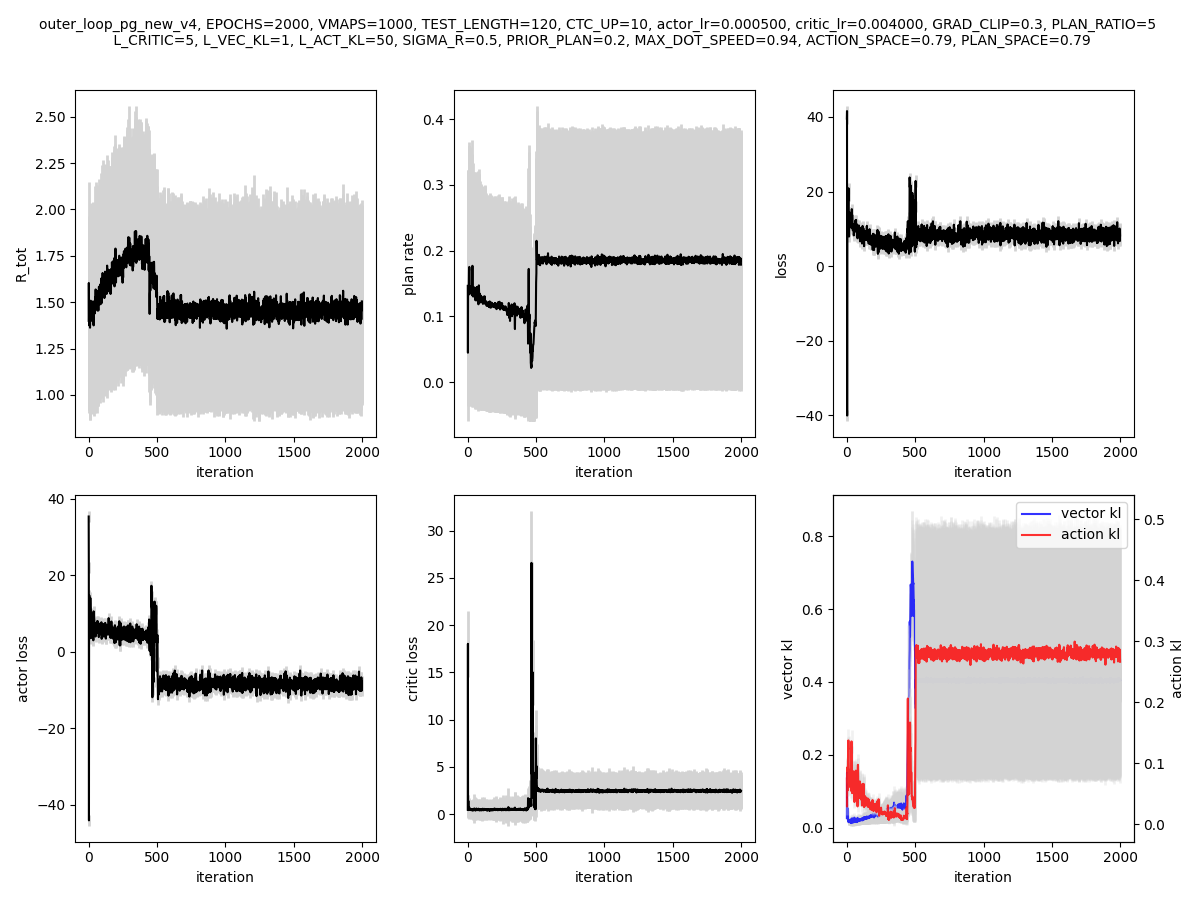 outer_loop_pg_new_v4, EPOCHS=2000, VMAPS=1000, TEST_LENGTH=120, CTC_UP=10, actor_lr=0.000500, critic_lr=0.004000, GRAD_CLIP=0.3, PLAN_RATIO=5
L_CRITIC=5, L_VEC_KL=1, L_ACT_KL=50, SIGMA_R=0.5, PRIOR_PLAN=0.2, MAX_DOT_SPEED=0.94, ACTION_SPACE=0.79, PLAN_SPACE=0.79
R_tot
2.50
2.25
2.00
1.75
1.50
1.25
1.00
0 500 1000 1500 2000
iteration
plan rate
0.4
0.3
0.2
0.1
0.0
0 500 1000 1500 2000
iteration
loss
40
20
0
−20
−40
0 500 1000 1500 2000
iteration
actor loss
40
20
0
−20
−40
0 500 1000 1500 2000
iteration
critic loss
30
25
20
15
10
5
0
0 500 1000 1500 2000
iteration
vector kl
0.8
0.6
0.4
0.2
0.0
vector kl
action kl
0.5
0.4
0.3
0.2
0.1
0.0
action kl
0 500 1000 1500 2000
iteration